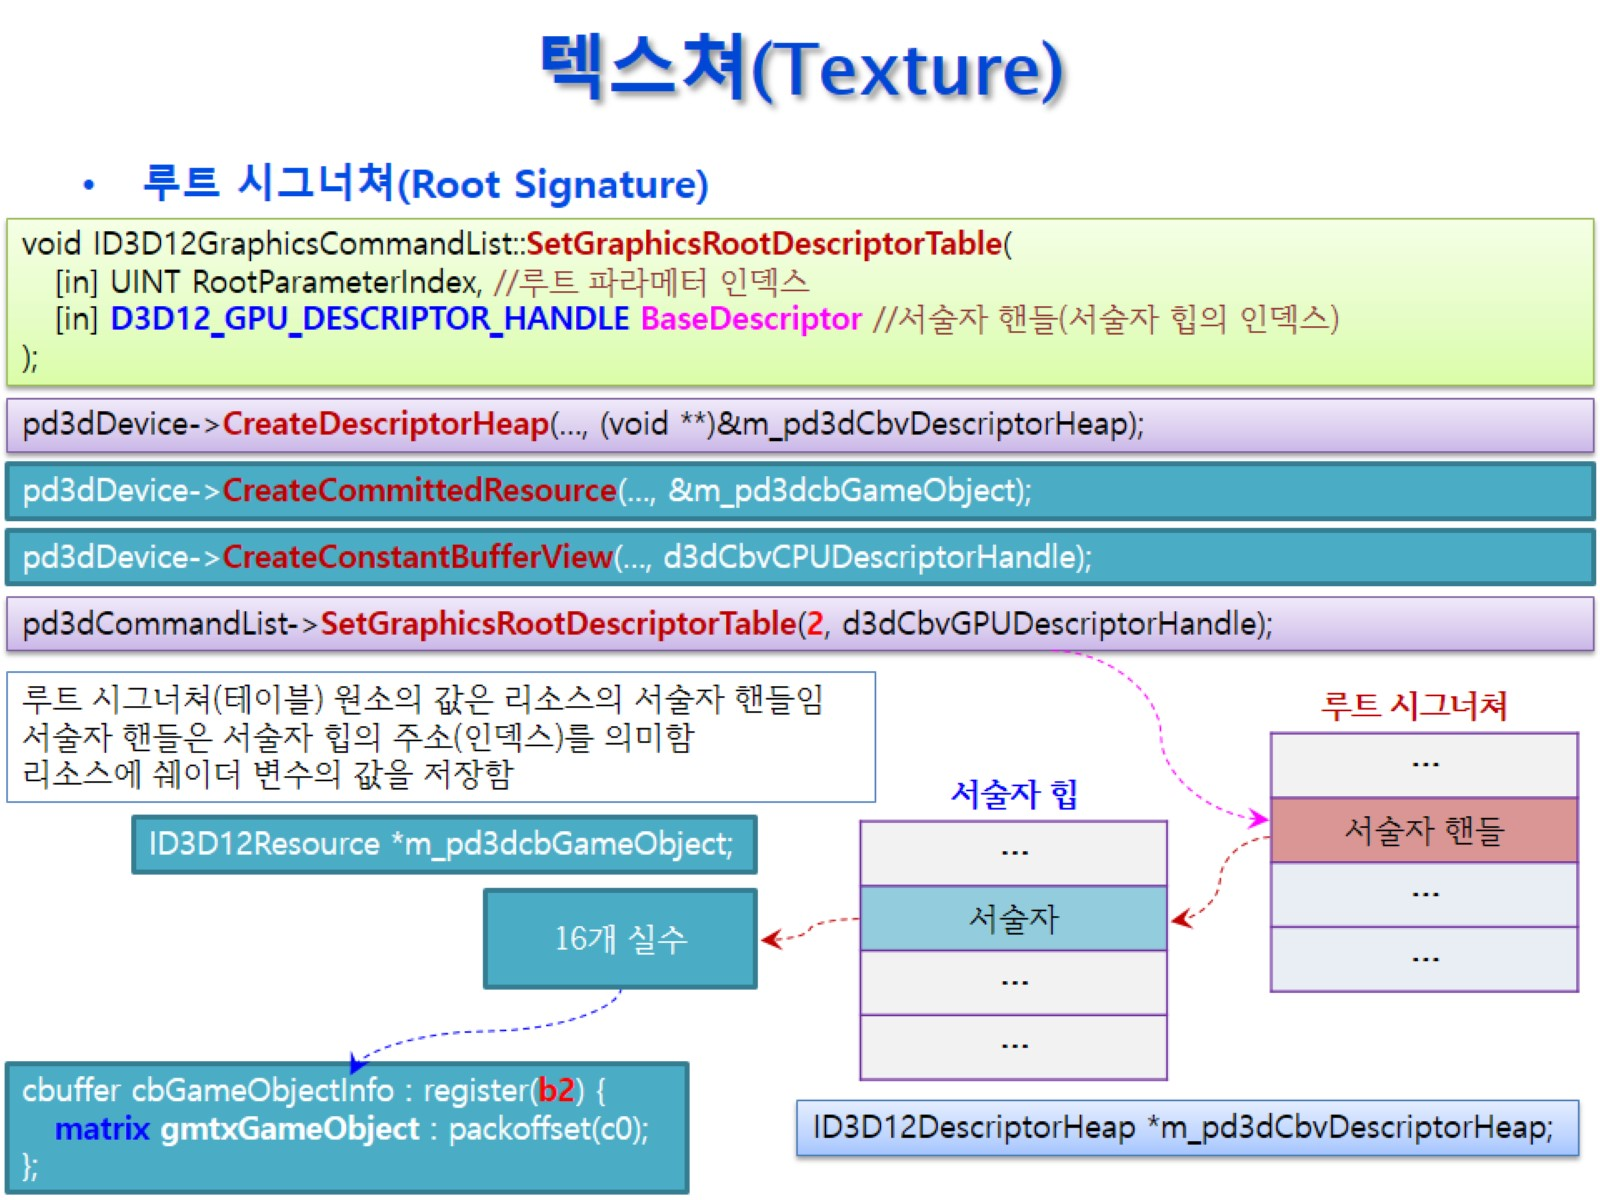 텍스쳐(Texture)
• 루트 시그너쳐(Root Signature)
void ID3D12GraphicsCommandList::SetGraphicsRootDescriptorTable(
[in] UINT RootParameterIndex, //루트 파라메터 인덱스
[in] D3D12_GPU_DESCRIPTOR_HANDLE BaseDescriptor //서술자 핸들(서술자 힙의 인덱스)
);
pd3dDevice->CreateDescriptorHeap(..., (void **)&m_pd3dCbvDescriptorHeap);
pd3dDevice->CreateCommittedResource(..., &m_pd3dcbGameObject);
pd3dDevice->CreateConstantBufferView(..., d3dCbvCPUDescriptorHandle);
pd3dCommandList->SetGraphicsRootDescriptorTable(2, d3dCbvGPUDescriptorHandle);
루트 시그너쳐(테이블) 원소의 값은 리소스의 서술자 핸들임
서술자 핸들은 서술자 힙의 주소(인덱스)를 의미함
리소스에 쉐이더 변수의 값을 저장함
루트 시그너쳐
...
서술자 핸들
...
...
서술자 힙
...
서술자
...
...
ID3D12Resource *m_pd3dcbGameObject;
16개 실수
cbuffer cbGameObjectInfo : register(b2) {
matrix gmtxGameObject : packoffset(c0);
};
ID3D12DescriptorHeap *m_pd3dCbvDescriptorHeap;